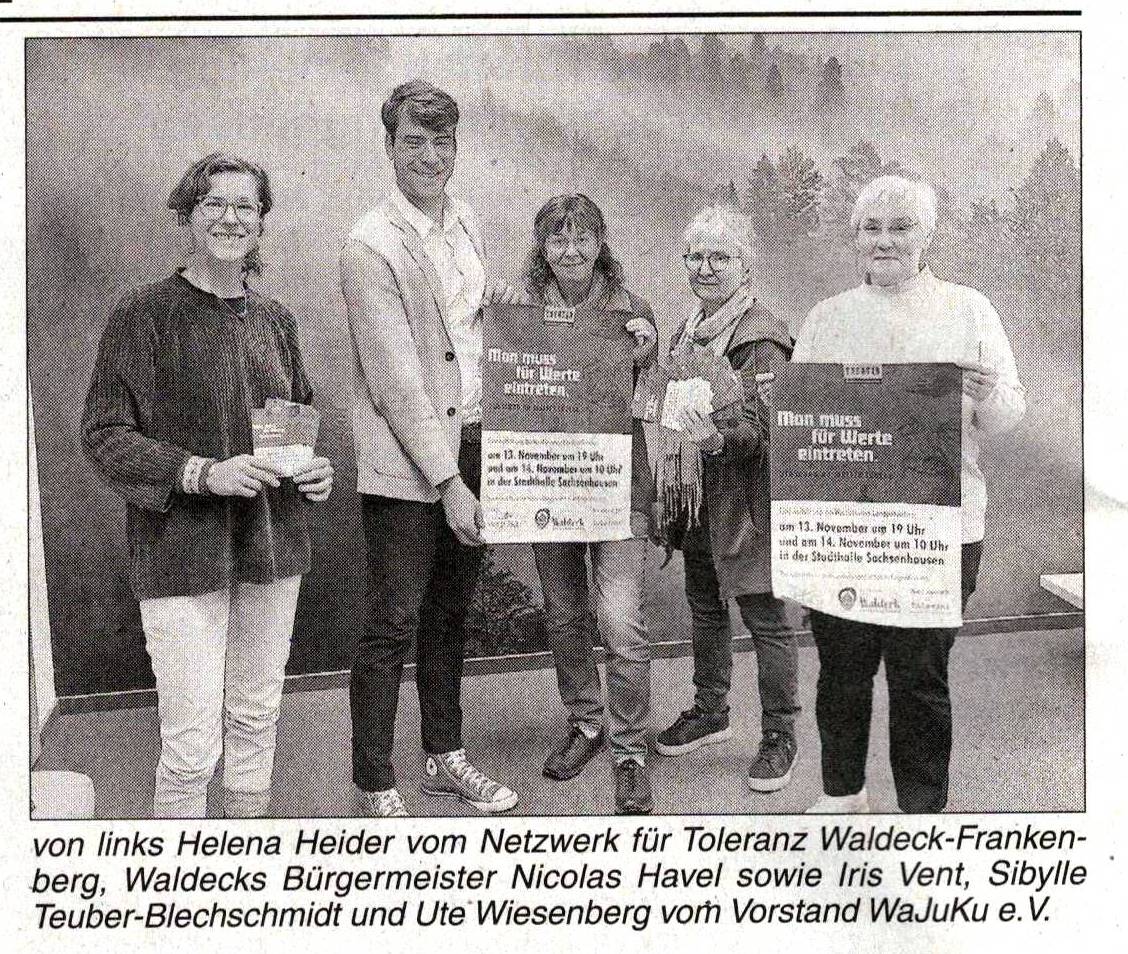 THEATER
Man muss
für Werte
eintreten.
am 13. November um 19 Uhr
und am 14. November um 10 Uhr
in der Stadthalle Sachsenhausen
Waldeck
THEATER
Man muss
für Werte
eintreten.
am 13. November um 19 Uhr
und am 14. November um 10 Uhr
in der Stadthalle Sachsenhausen
Waldeck
von links Helena Heider vom Netzwerk für Toleranz Waldeck-Franken-
berg, Waldecks Bürgermeister Nicolas Havel sowie Iris Vent, Sibylle
Teuber-Blechschmidt und Ute Wiesenberg vom Vorstand WaJuKu e.V.